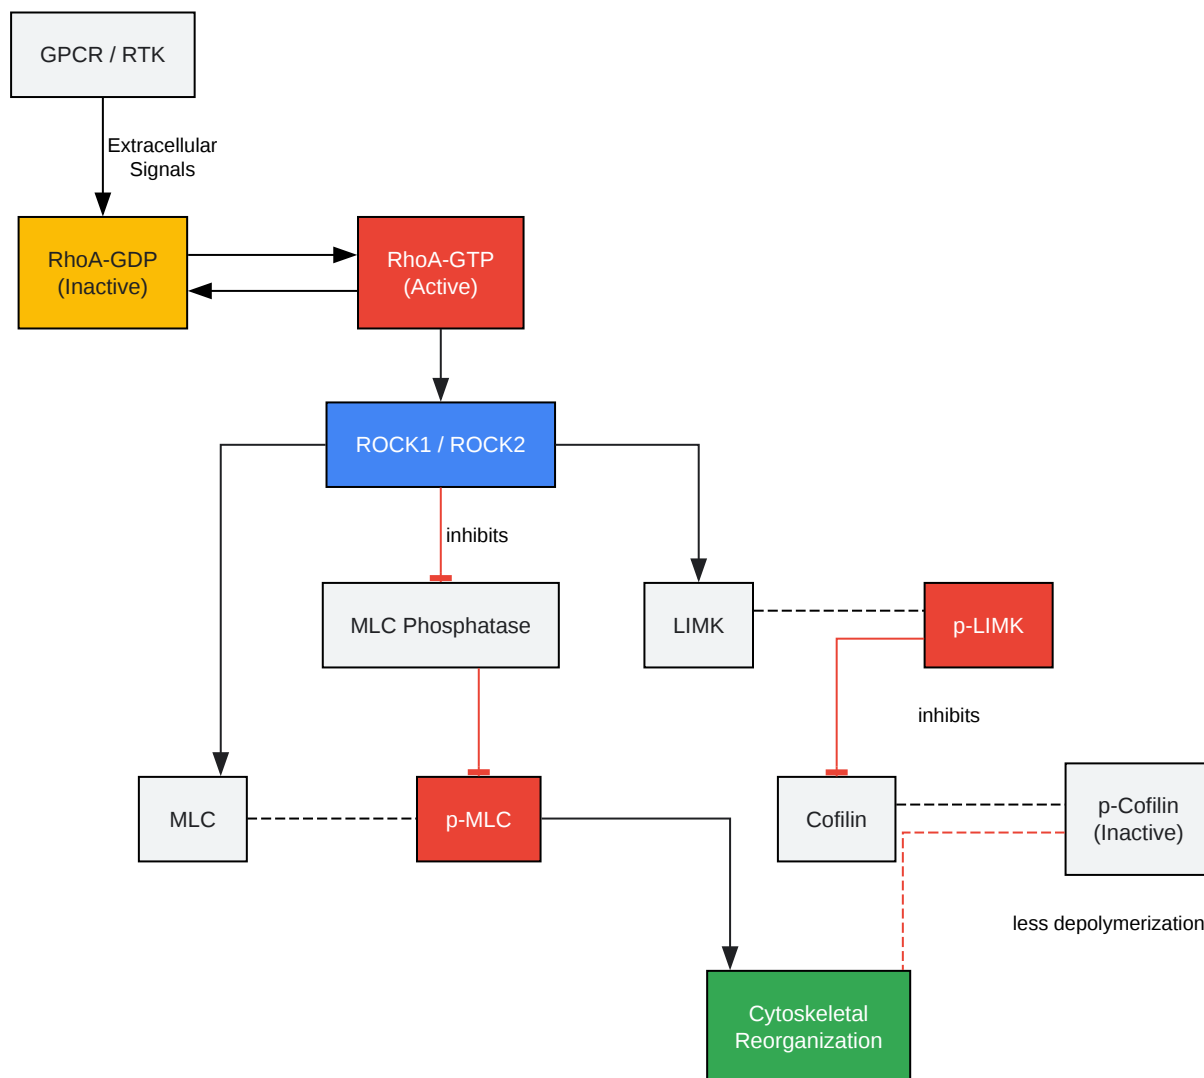 GPCR / RTK
Extracellular
Signals
RhoA-GDP
(Inactive)
RhoA-GTP
(Active)
ROCK1 / ROCK2
inhibits
MLC Phosphatase
LIMK
p-LIMK
inhibits
MLC
p-MLC
Cofilin
p-Cofilin
(Inactive)
less depolymerization
Cytoskeletal
Reorganization